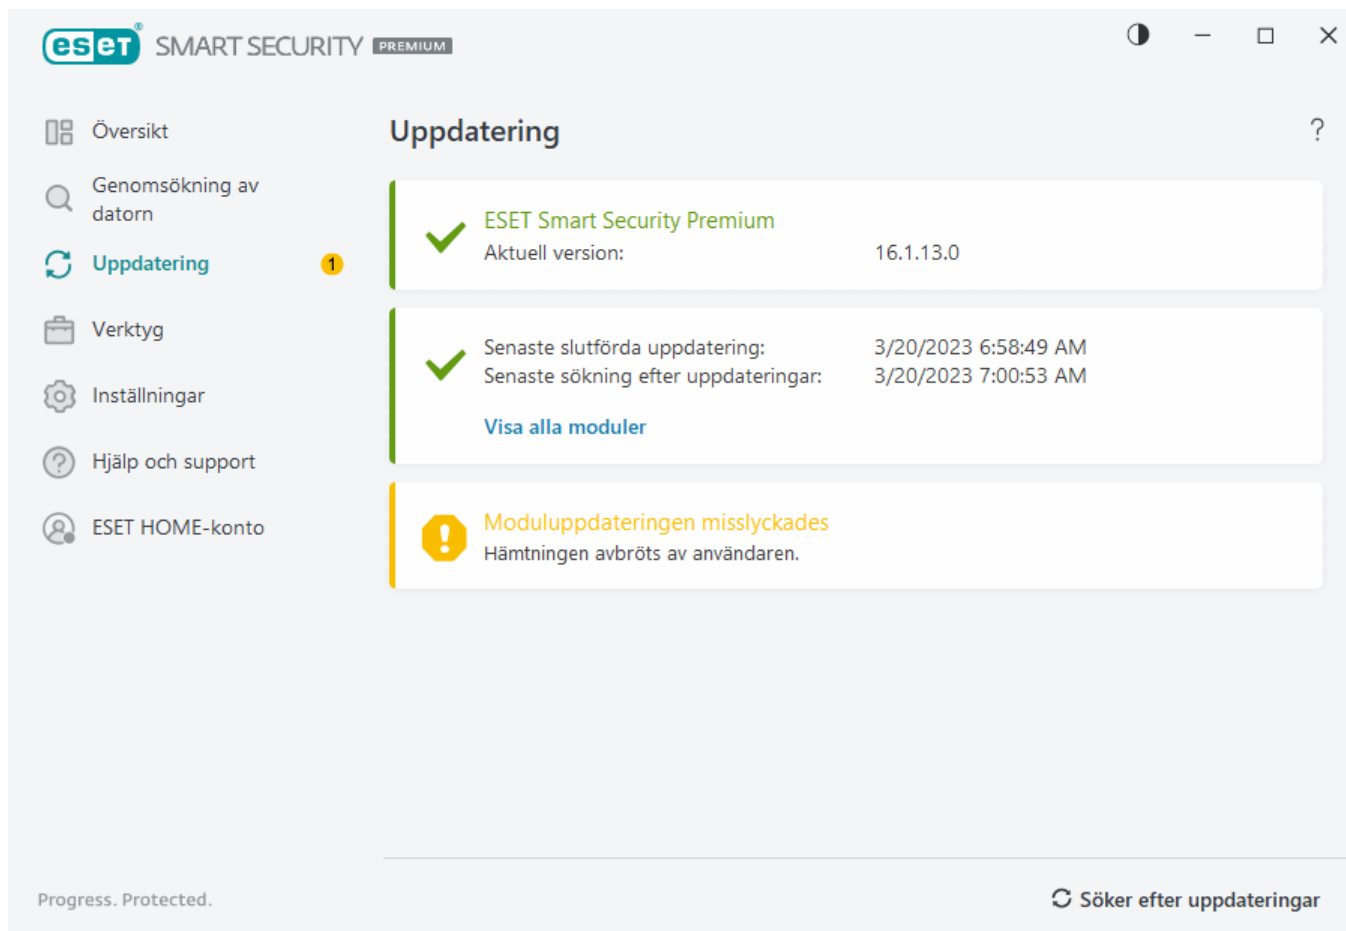 eset® SMART SECURITY PREMIUM
Översikt
Genomsökning av
datorn
Uppdatering 1
Verktyg
Inställningar
Hjälp och support
ESET HOME-konto
Uppdatering ?
ESET Smart Security Premium
Aktuell version: 16.1.13.0
Senaste slutförda uppdatering: 3/20/2023 6:58:49 AM
Senaste sökning efter uppdateringar: 3/20/2023 7:00:53 AM
Visa alla moduler
Moduluppdateringen misslyckades
Hämtningen avbröts av användaren.
Progress. Protected.
Söker efter uppdateringar